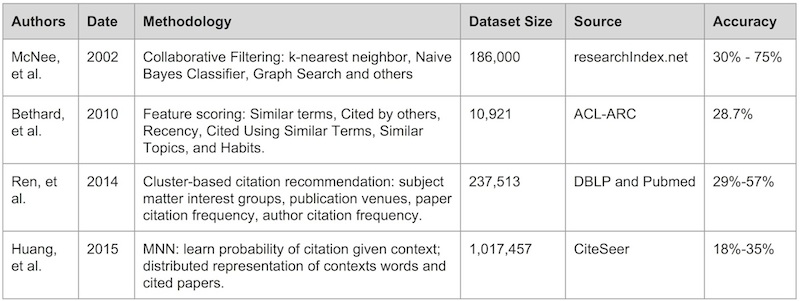 Authors Date Methodology Dataset Size Source Accuracy
McNee, 2002 Collaborative Filtering: k-nearest neighbor, Naive 186,000 researchIndex.net 30% - 75%
et al. Bayes Classifier, Graph Search and others
Bethard, 2010 Feature scoring: Similar terms, Cited by others, 10,921 ACL-ARC 28.7%
et al. Recency, Cited Using Similar Terms, Similar
Topics, and Habits.
Ren, et 2014 Cluster-based citation recommendation: subject 237,513 DBLP and Pubmed 29%-57%
al. matter interest groups, publication venues, paper
citation frequency, author citation frequency.
Huang, 2015 MNN: learn probability of citation given context; 1,017,457 CiteSeer 18%-35%
et al. distributed representation of contexts words and
cited papers.